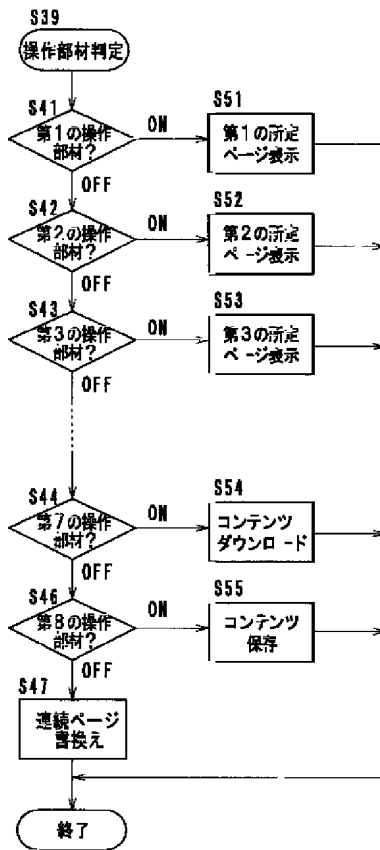 S39
操作部材判定
S41
第1の操作
部材?
ON
OFF
S51
第1の所定
ページ表示
S42
第2の操作
部材?
ON
OFF
S52
第2の所定
ページ表示
S43
第3の操作
部材?
ON
OFF
S53
第3の所定
ページ表示
S44
第7の操作
部材?
ON
OFF
S54
コンテンツ
ダウンロード
S46
第8の操作
部材?
ON
OFF
S55
コンテンツ
保存
S47
連続ページ
書換え
終了